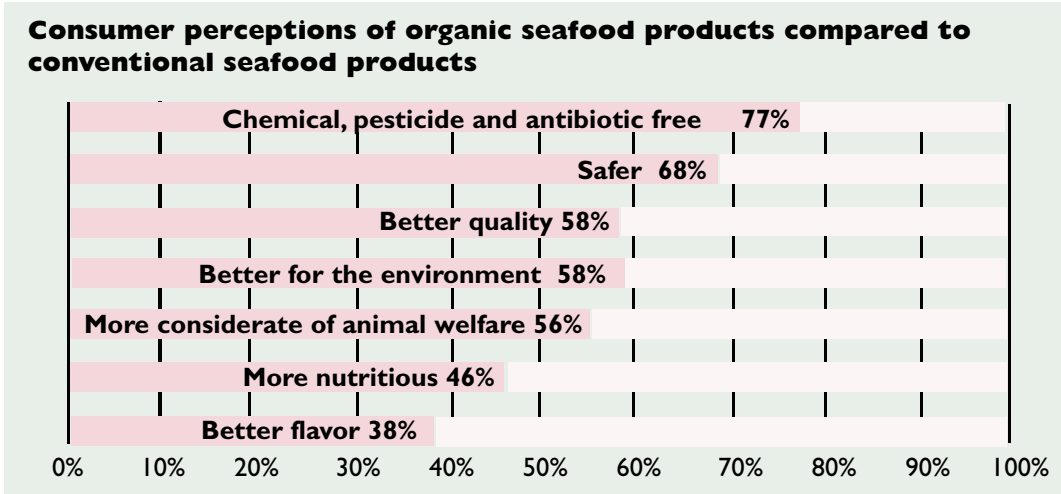 Consumer perceptions of organic seafood products compared to
conventional seafood products
Chemical, pesticide and antibiotic free 77%
Safer 68%
Better quality 58%
Better for the environment 58%
More considerate of animal welfare 56%
More nutritious 46%
Better flavor 38%
0% 10% 20% 30% 40% 50% 60% 70% 80% 90% 100%